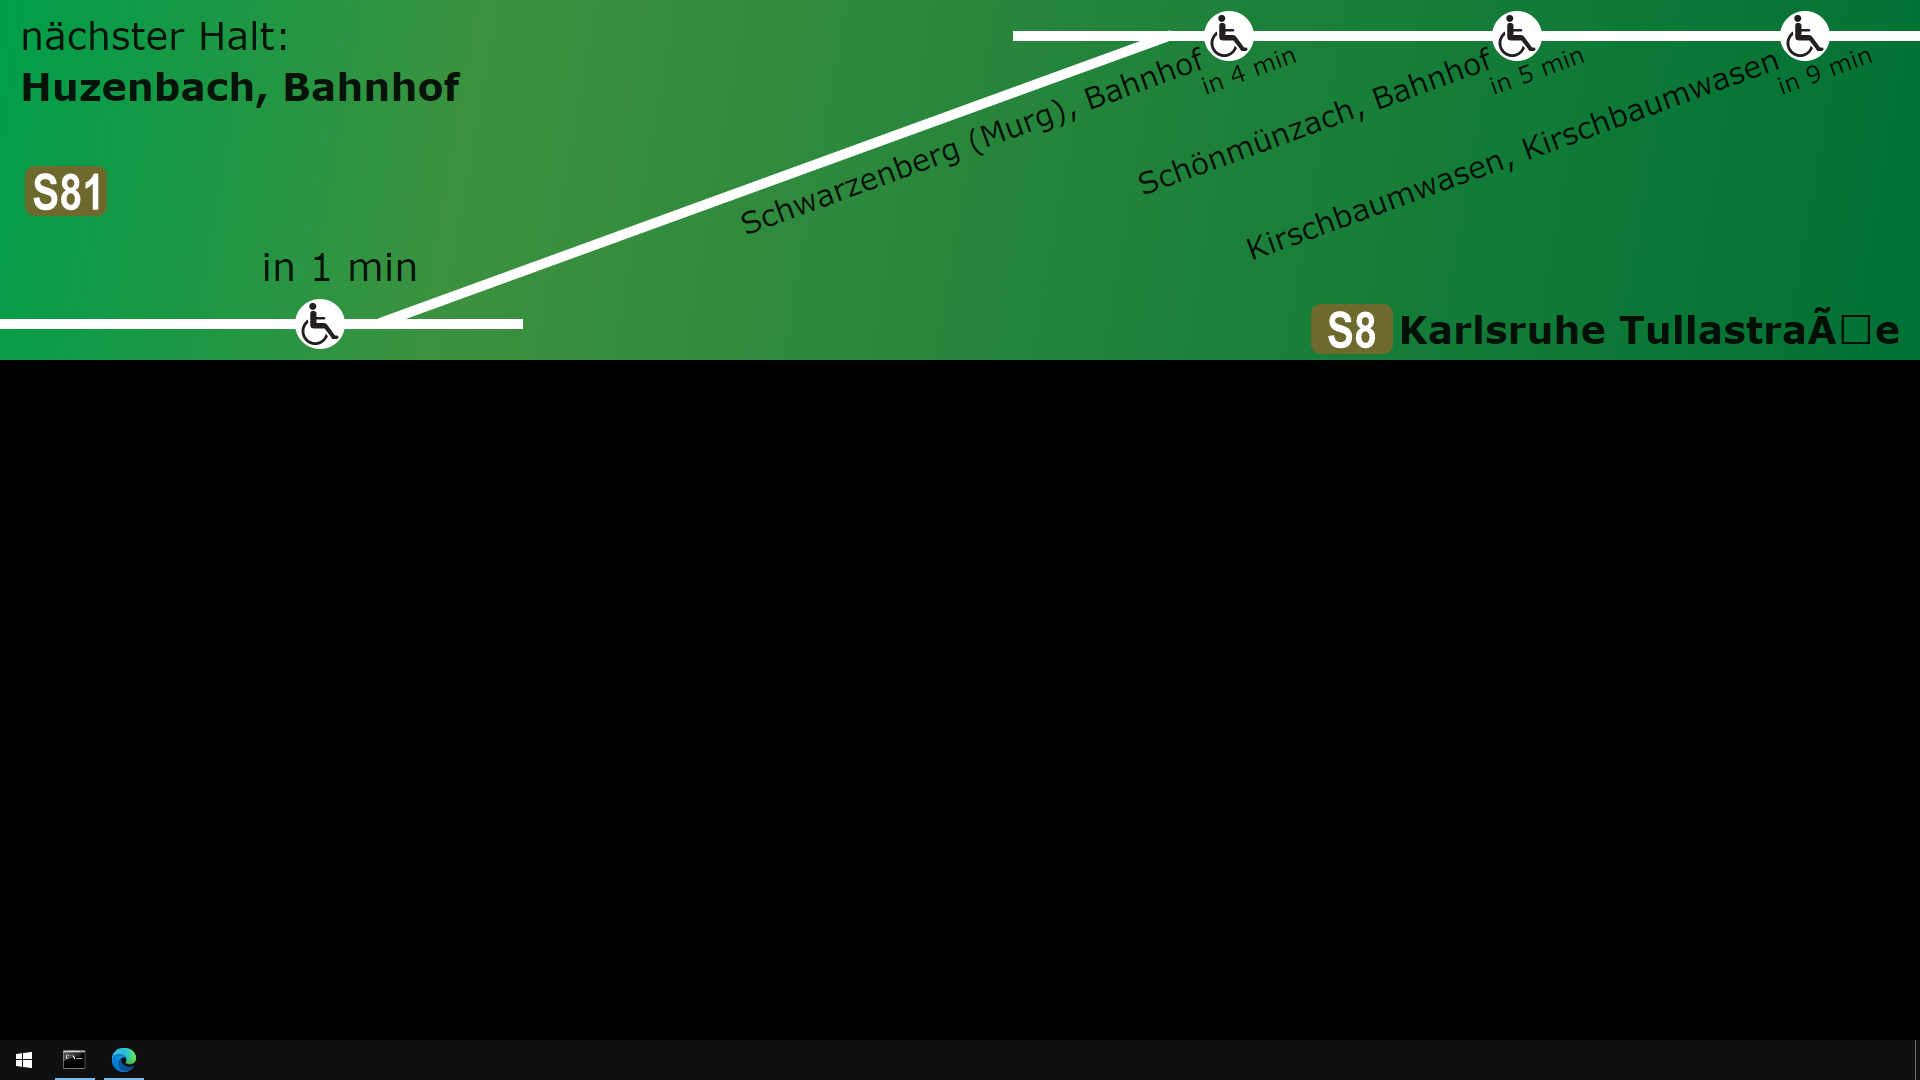 nächster Halt:
Huzenbach, Bahnhof
S81
in 1 min
Schwarzenberg (Murg), Bahnhof
in 4 min
Schönmünzach, Bahnhof
in 5 min
Kirschbaumwasen, Kirschbaumwasen
in 9 min
S8 Karlsruhe TullastraÃ□e